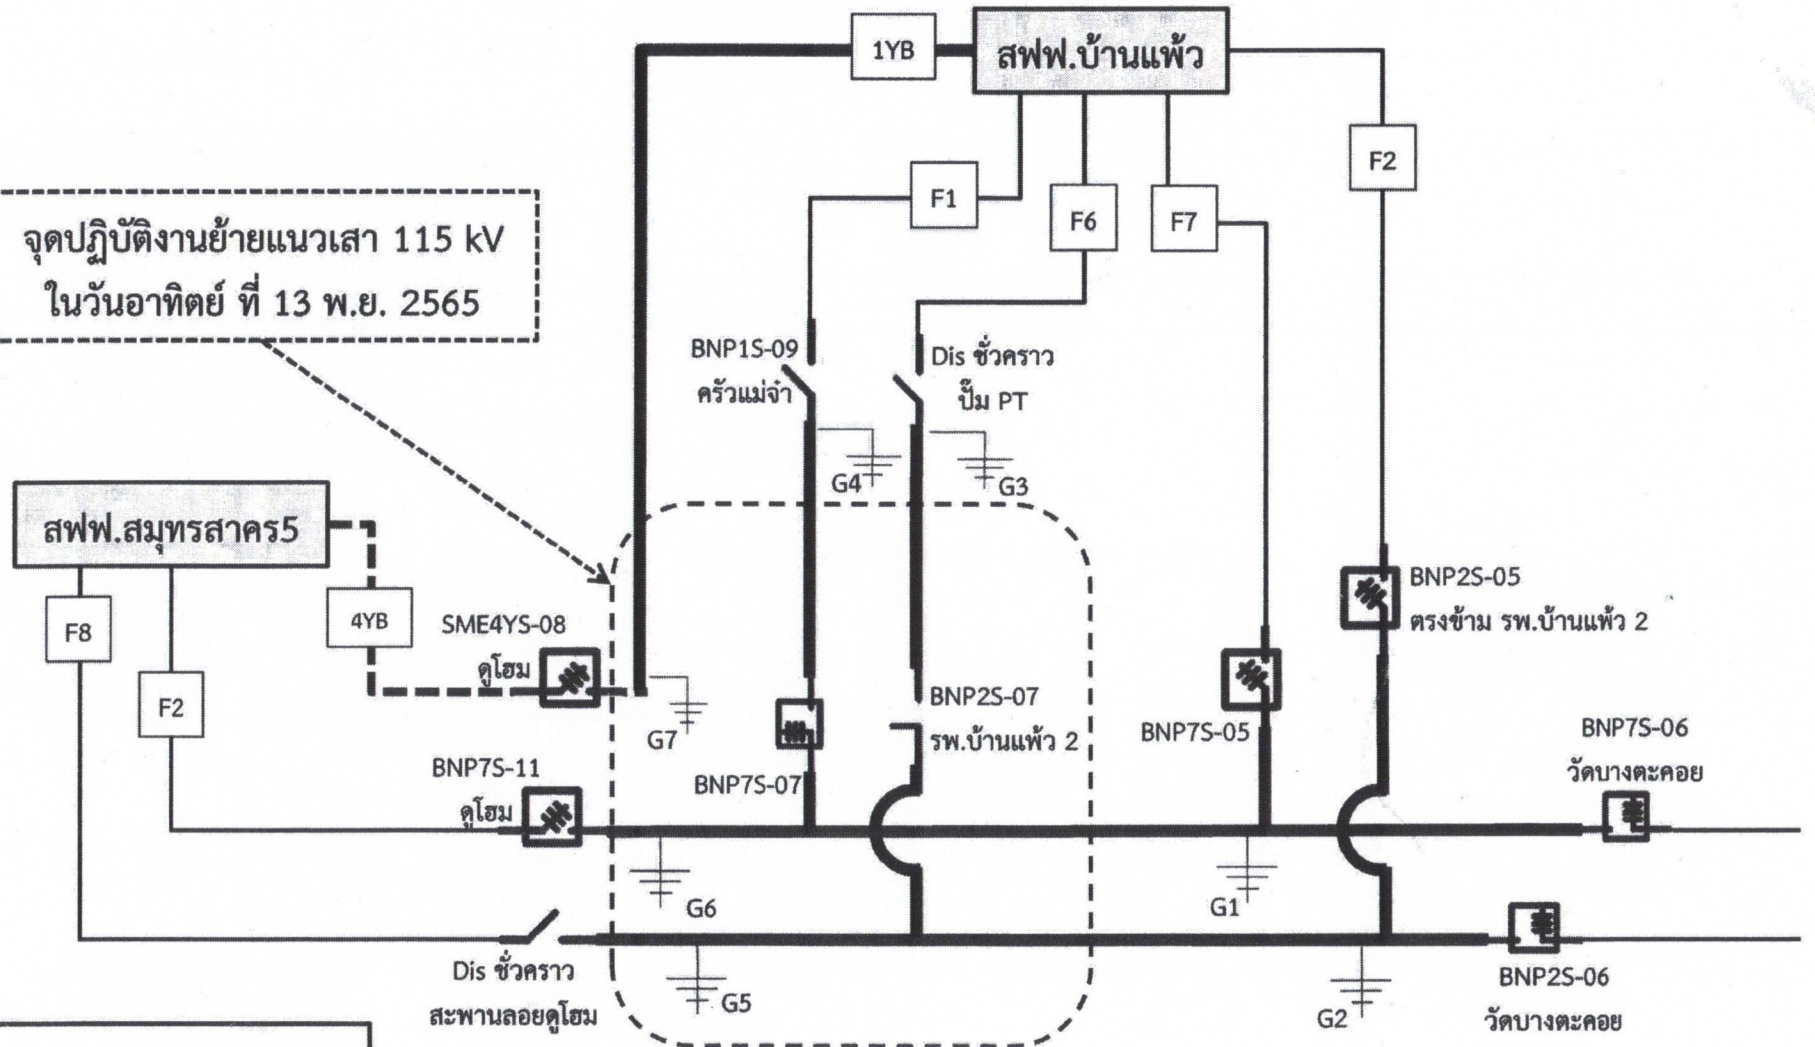 1YB
สฟฟ.บ้านแพ้ว
F2
F1
F6
F7
จุดปฏิบัติงานย้ายแนวเสา 115 kV
ในวันอาทิตย์ ที่ 13 พ.ย. 2565
BNP1S-09
ครัวแม่จ๋า
Dis ชั่วคราว
ปั๊ม PT
G4
G3
สฟฟ.สมุทรสาคร5
F8
4YB
SME4YS-08
ดูโฮม
F2
G7
BNP2S-05
ตรงข้าม รพ.บ้านแพ้ว 2
BNP2S-07
รพ.บ้านแพ้ว 2
BNP7S-05
BNP7S-06
วัดบางตะคอย
BNP7S-11
ดูโฮม
BNP7S-07
G6
G1
Dis ชั่วคราว
สะพานลอยดูโฮม
G5
G2
BNP2S-06
วัดบางตะคอย